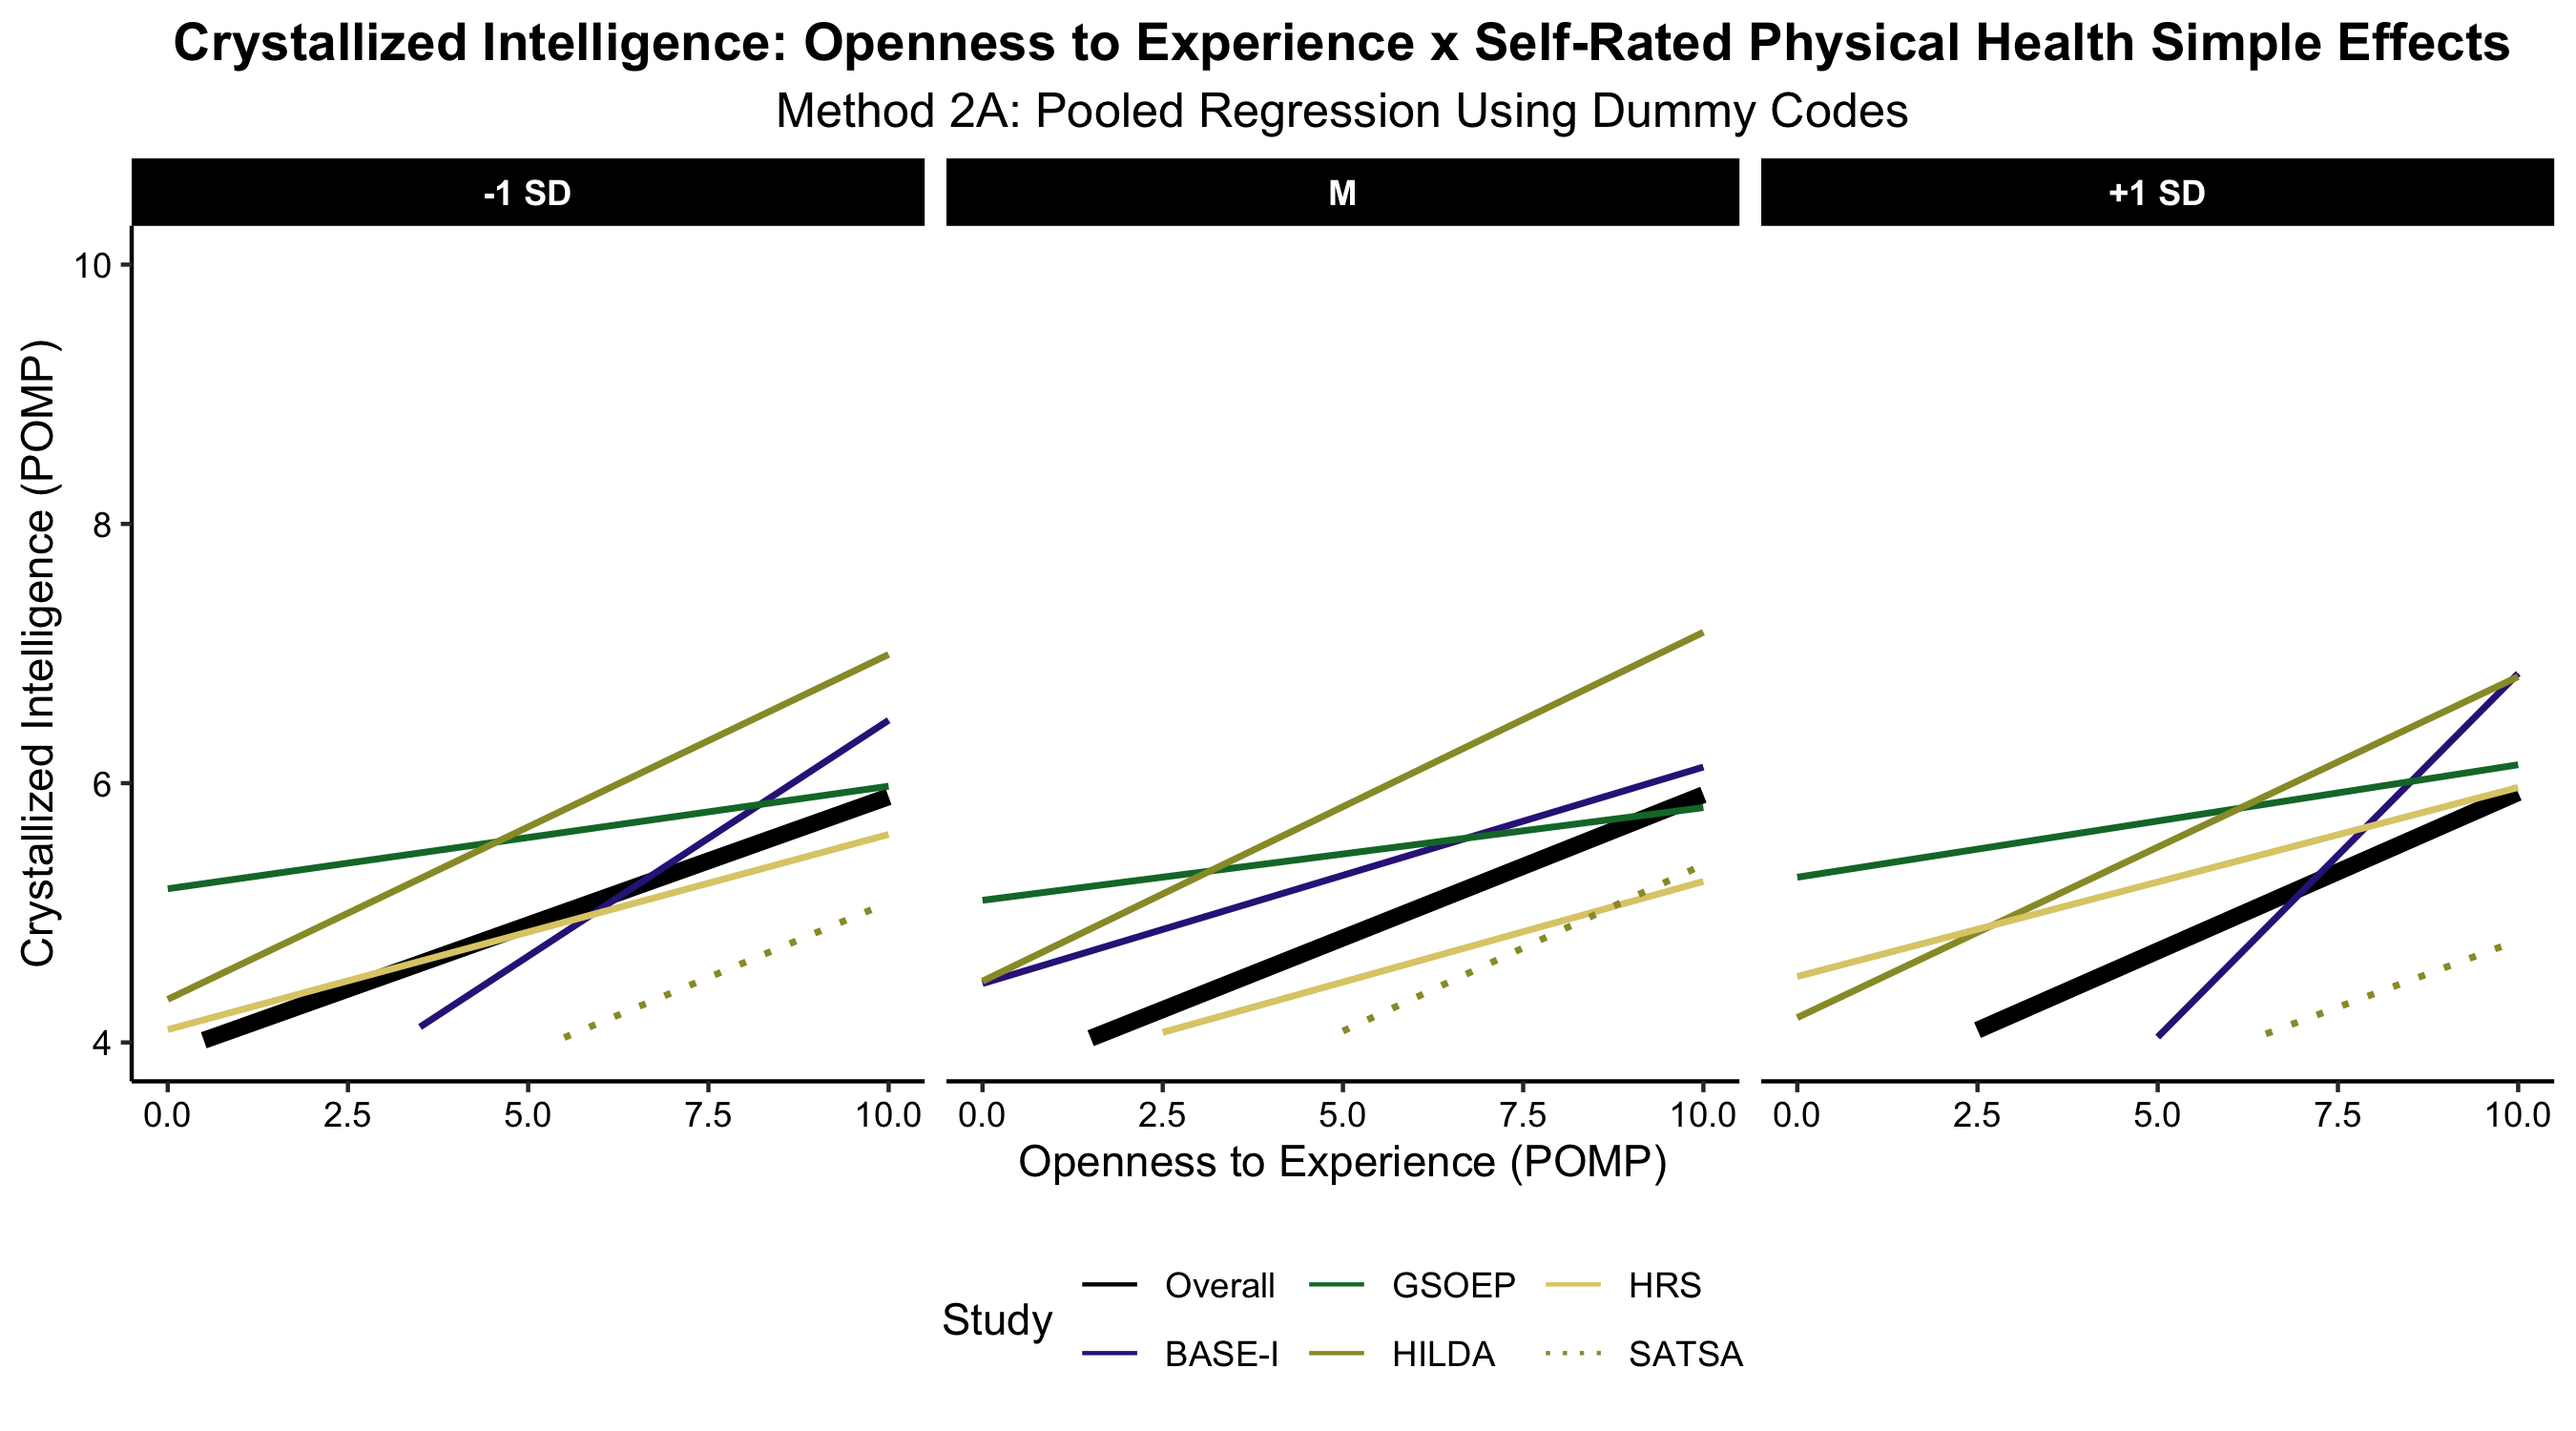 Crystallized Intelligence: Openness to Experience x Self-Rated Physical Health Simple Effects
Method 2A: Pooled Regression Using Dummy Codes
-1 SD
M
+1 SD
Crystallized Intelligence (POMP)
10
8
6
4
0.0 2.5 5.0 7.5 10.0
0.0 2.5 5.0 7.5 10.0
0.0 2.5 5.0 7.5 10.0
Openness to Experience (POMP)
Study
Overall GSOEP HRS
BASE-I HILDA SATSA